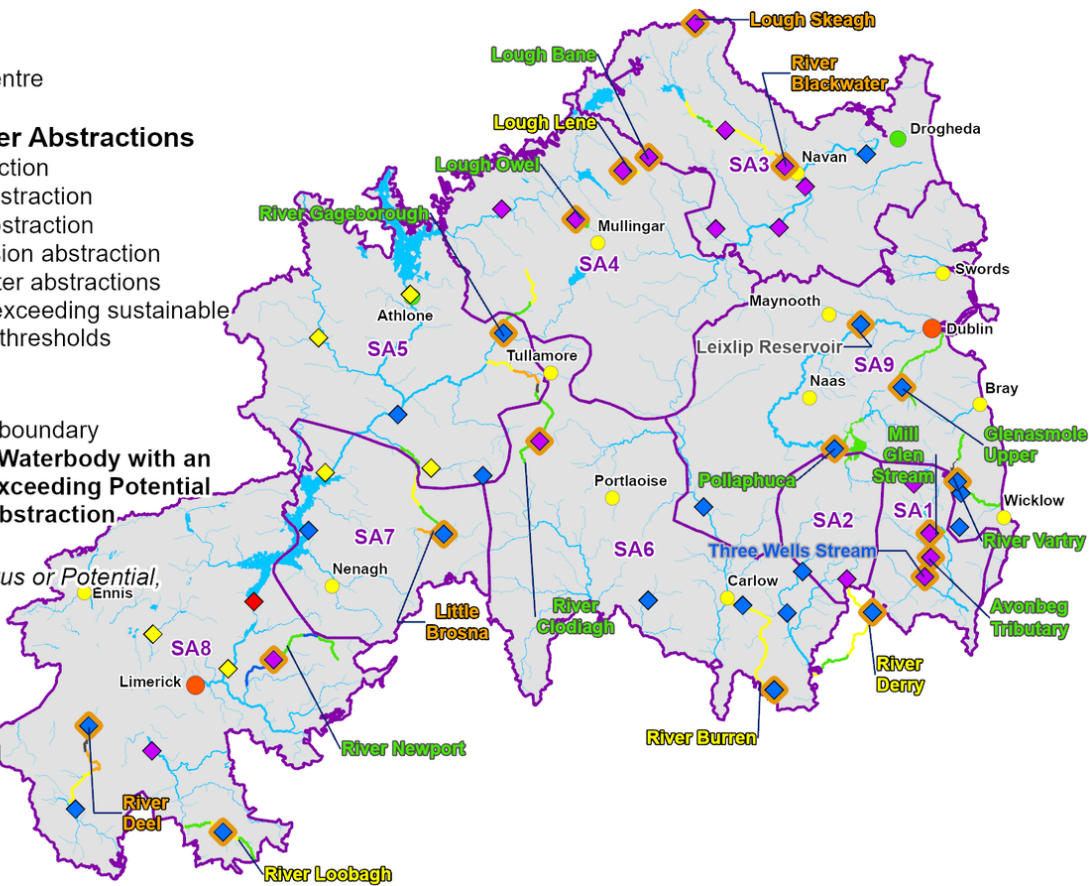 entre
er Abstractions
ction
straction
bstraction
sion abstraction
ter abstractions
exceeding sustainable
thresholds
boundary
Waterbody with an
xceeding Potential
bstraction
us or Potential,
Lough Skeagh
Lough Bane
River
Blackwater
Lough Lene
Drogheda
Lough Owel
SA3
Navan
River Gageborough
Mullingar
SA4
Swords
Maynooth
Athlone
Dublin
SA5
Leixlip Reservoir
Tullamore
SA9
Naas
Bray
Mill
Glen
Stream
Glenasmole
Upper
Pollaphuca
Portlaoise
Wicklow
SA1
SA2
SA7
SA6
River Vartry
Three Wells Stream
Nenagh
Carlow
Ennis
Little
Brosna
River
Clodiagh
Avonbeg
Tributary
SA8
Limerick
River
Derry
River Newport
River Burren
River
Deel
River Loobagh